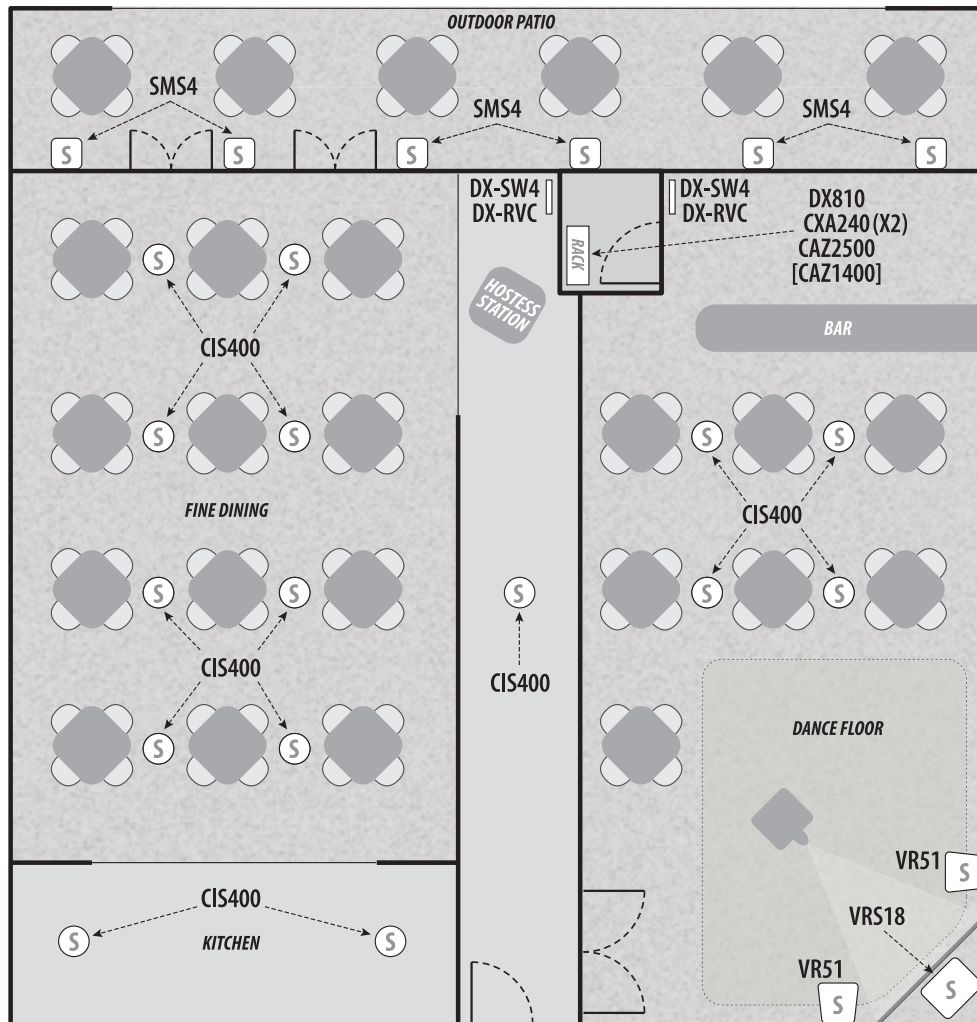 OUTDOOR PATIO
SMS4
SMS4
SMS4
S
S
S
S
S
S
DX-SW4
DX-RVC
DX-SW4
DX-RVC
DX810
CXA240 (X2)
CAZ2500
[CAZ1400]
RACK
HOSTESS
STATION
BAR
S
S
CIS400
S
S
FINE DINING
S
S
CIS400
S
S
S
CIS400
S
S
CIS400
S
S
DANCE FLOOR
VR51
S
VRS18
S
VR51
S
CIS400
S
S
KITCHEN